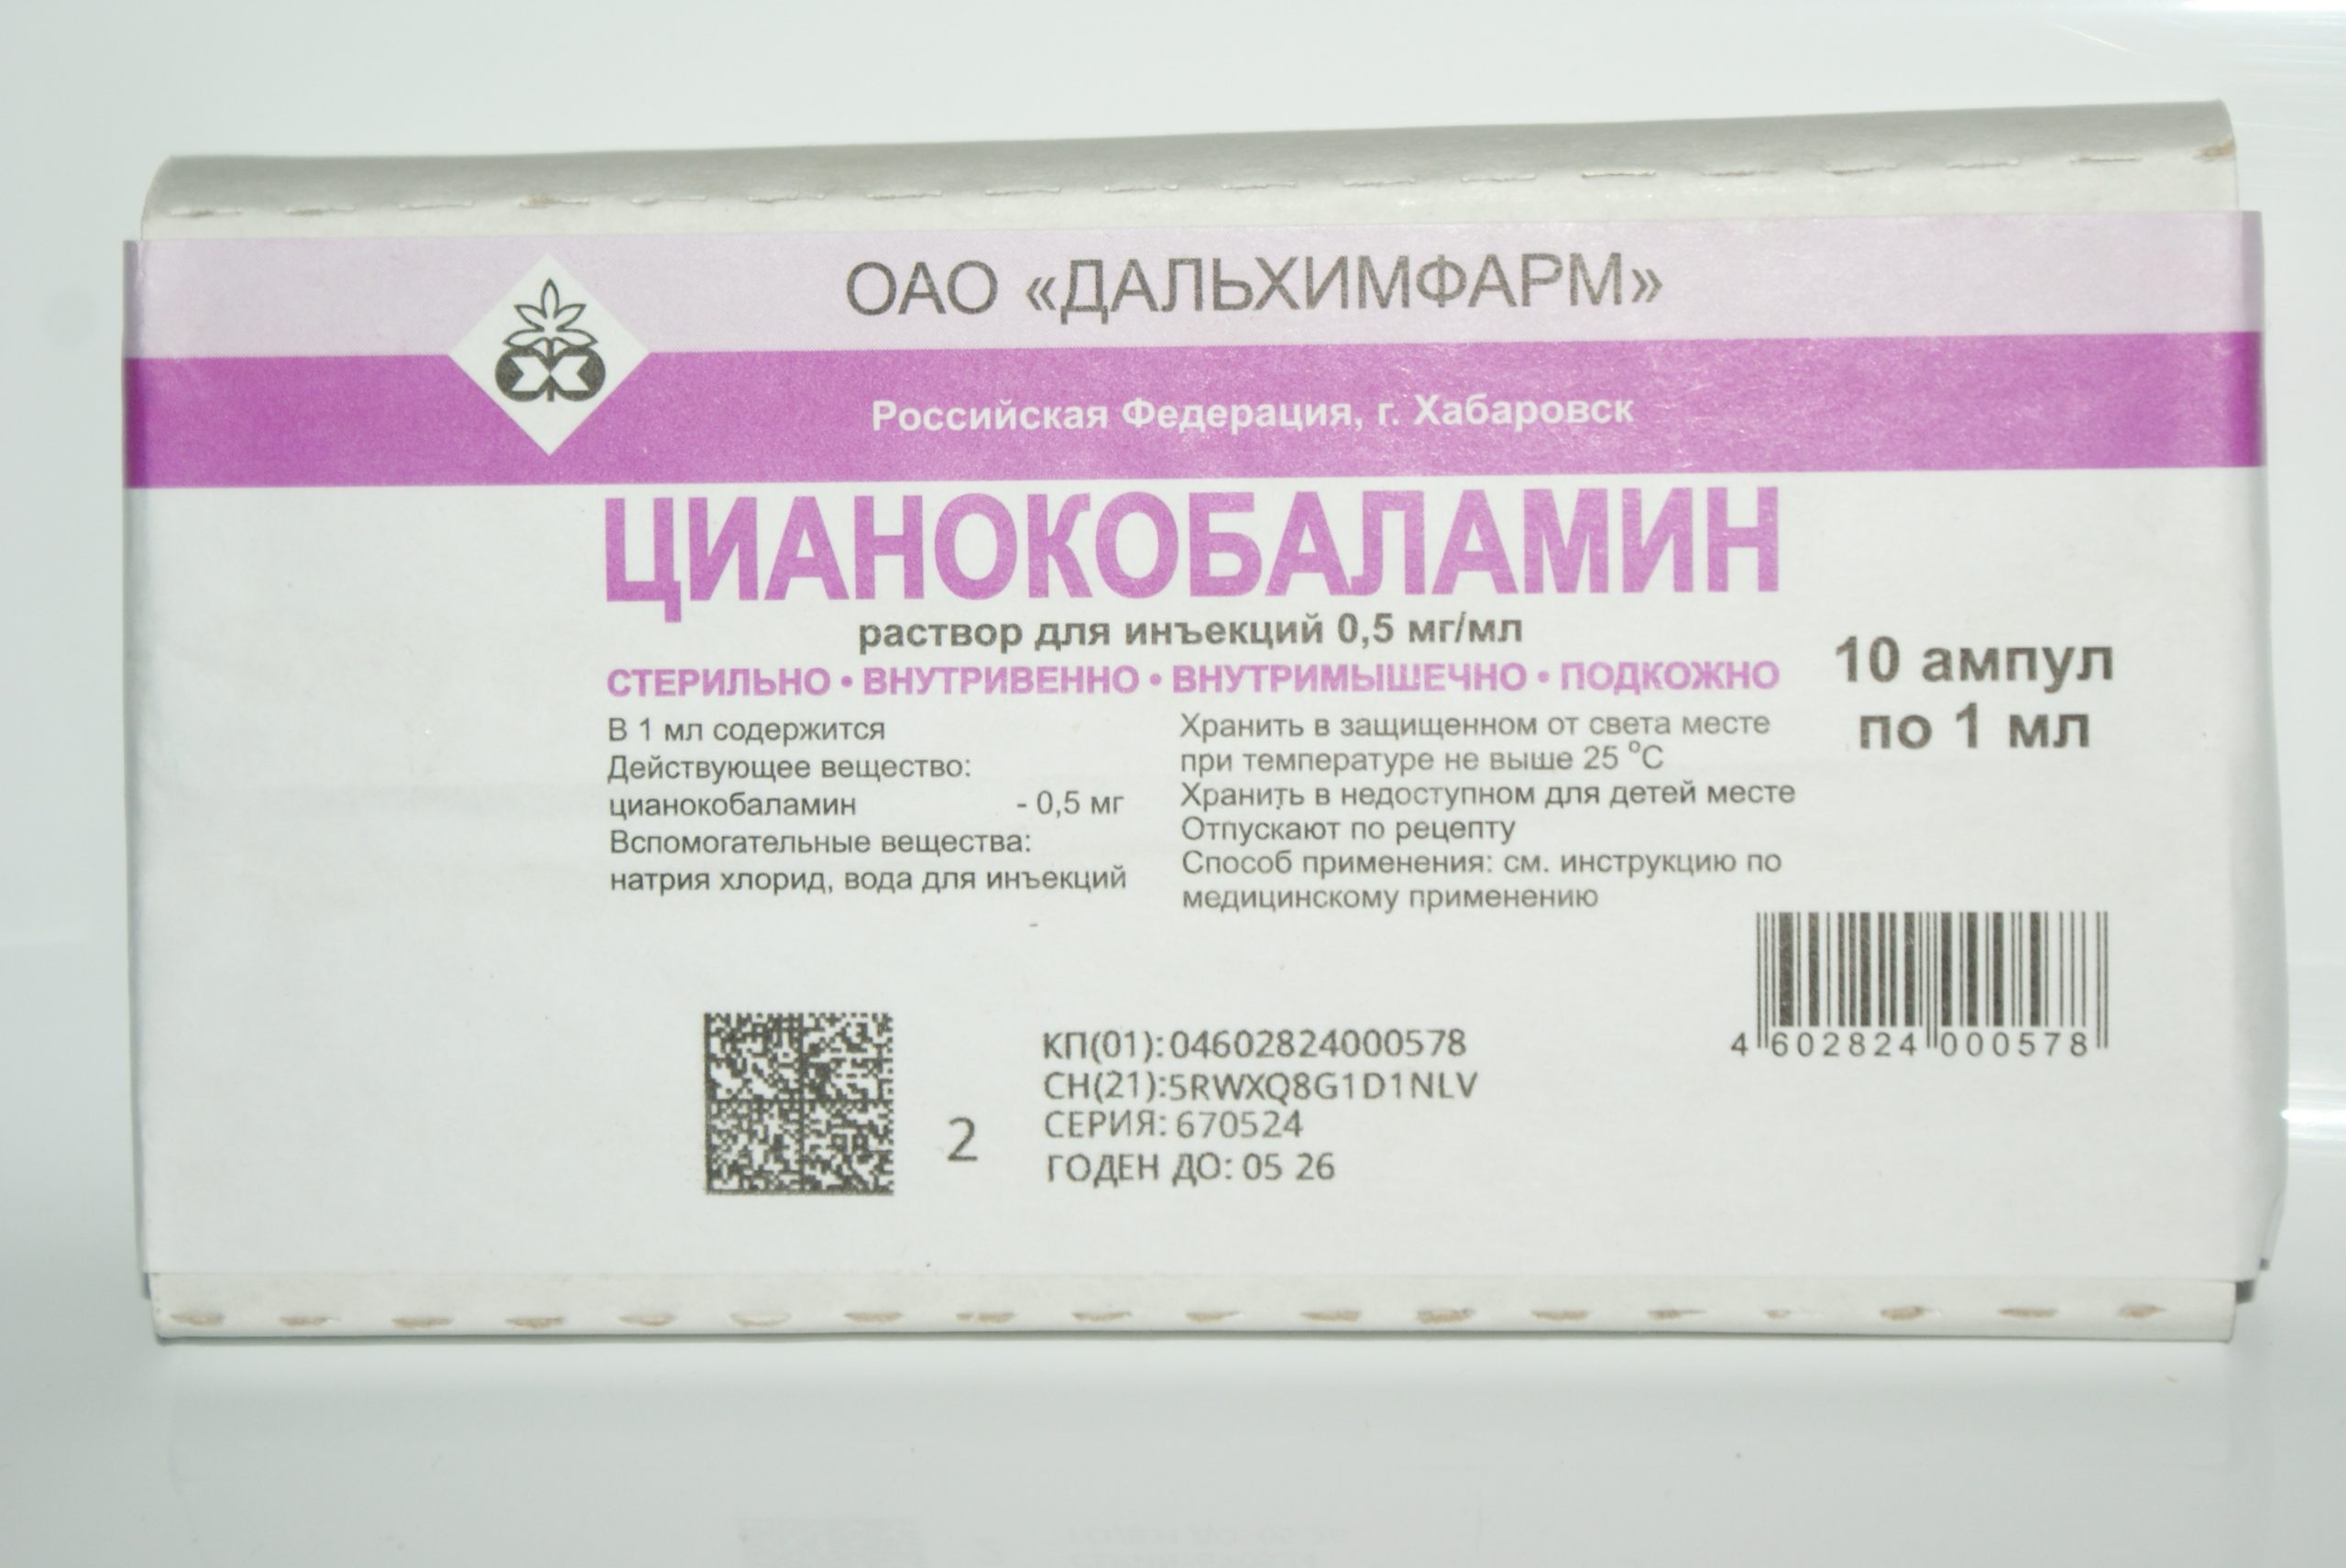 ОАО «ДАЛЬХИМФАРМ»
Российская Федерация, г. Хабаровск
ЦИАНОКОБАЛАМИН
раствор для инъекций 0,5 мг/мл
СТЕРИЛЬНО • ВНУТРИВЕННО • ВНУТРИМЫШЕЧНО • ПОДКОЖНО
10 ампул
по 1 мл
В 1 мл содержится
Действующее вещество:
цианокобаламин - 0,5 мг
Вспомогательные вещества:
натрия хлорид, вода для инъекций
Хранить в защищенном от света месте
при температуре не выше 25 °С
Хранить в недоступном для детей месте
Отпускают по рецепту
Способ применения: см. инструкцию по
медицинскому применению
4 602824 000578
2
КП(01):04602824000578
СН(21):5RWXQ8G1D1NLV
СЕРИЯ: 670524
ГОДЕН ДО: 05 26